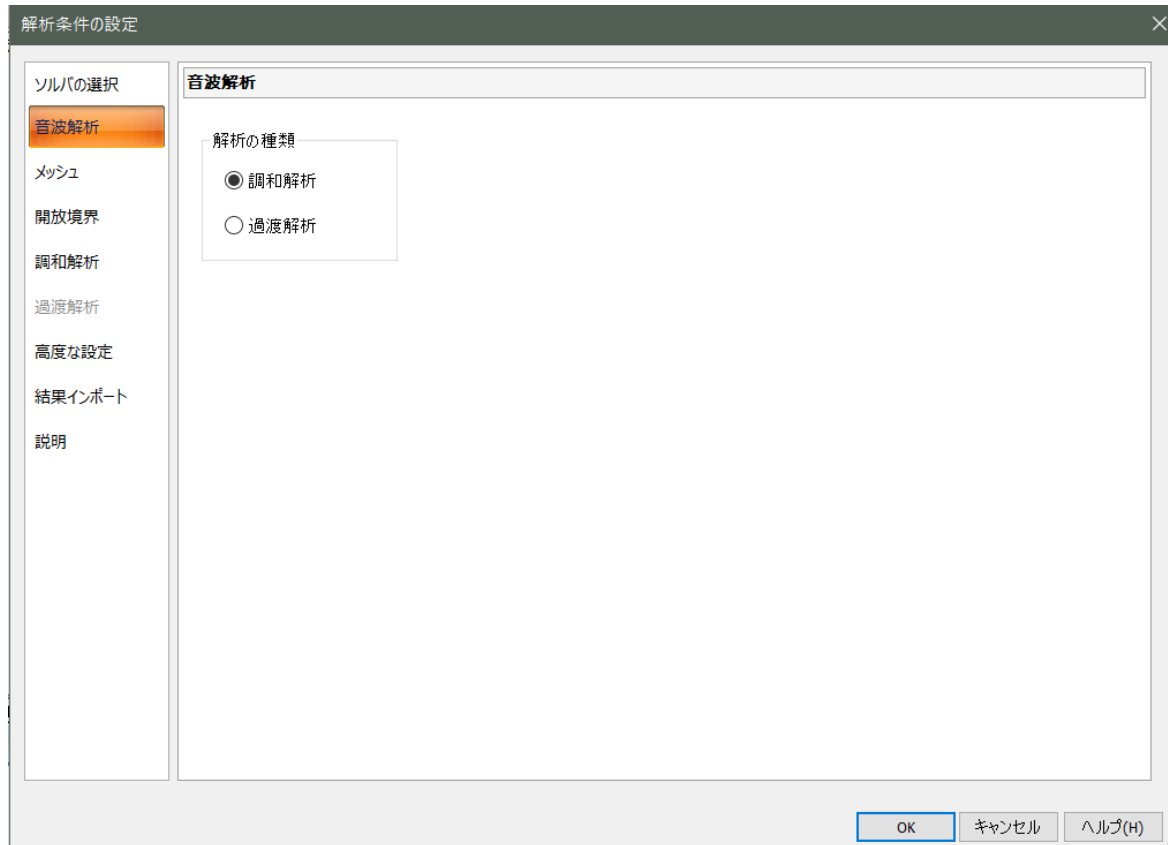 解析条件の設定
ソルバの選択
音波解析
メッシュ
開放境界
調和解析
過渡解析
高度な設定
結果インポート
説明
音波解析
解析の種類
調和解析
過渡解析
OK
キャンセル
ヘルプ(H)